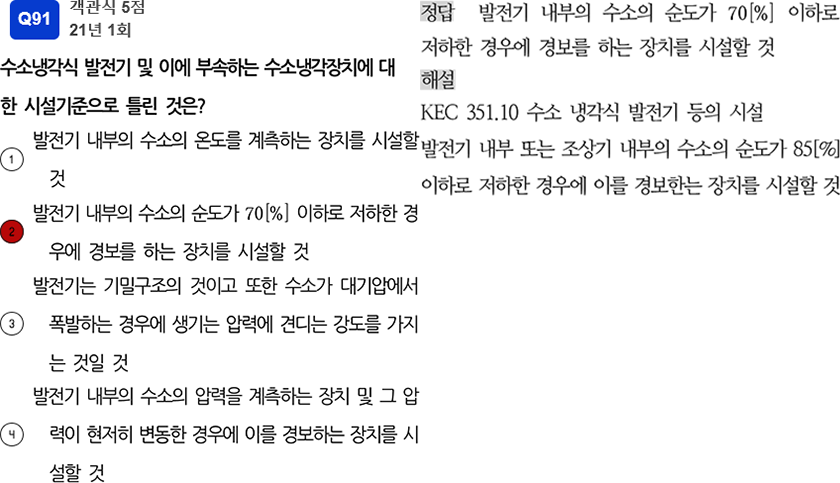 Q91
객관식 5점
21년 1회
수소냉각식 발전기 및 이에 부속하는 수소냉각장치에 대
한 시설기준으로 틀린 것은?
1 발전기 내부의 수소의 온도를 계측하는 장치를 시설할
것
2 발전기 내부의 수소의 순도가 70[%] 이하로 저하한 경
우에 경보를 하는 장치를 시설할 것
발전기는 기밀구조의 것이고 또한 수소가 대기압에서
3 폭발하는 경우에 생기는 압력에 견디는 강도를 가지
는 것일 것
발전기 내부의 수소의 압력을 계측하는 장치 및 그 압
4 력이 현저히 변동한 경우에 이를 경보하는 장치를 시
설할 것
정답 발전기 내부의 수소의 순도가 70[%] 이하로
저하한 경우에 경보를 하는 장치를 시설할 것
해설
KEC 351.10 수소 냉각식 발전기 등의 시설
발전기 내부 또는 조상기 내부의 수소의 순도가 85[%]
이하로 저하한 경우에 이를 경보한는 장치를 시설할 것